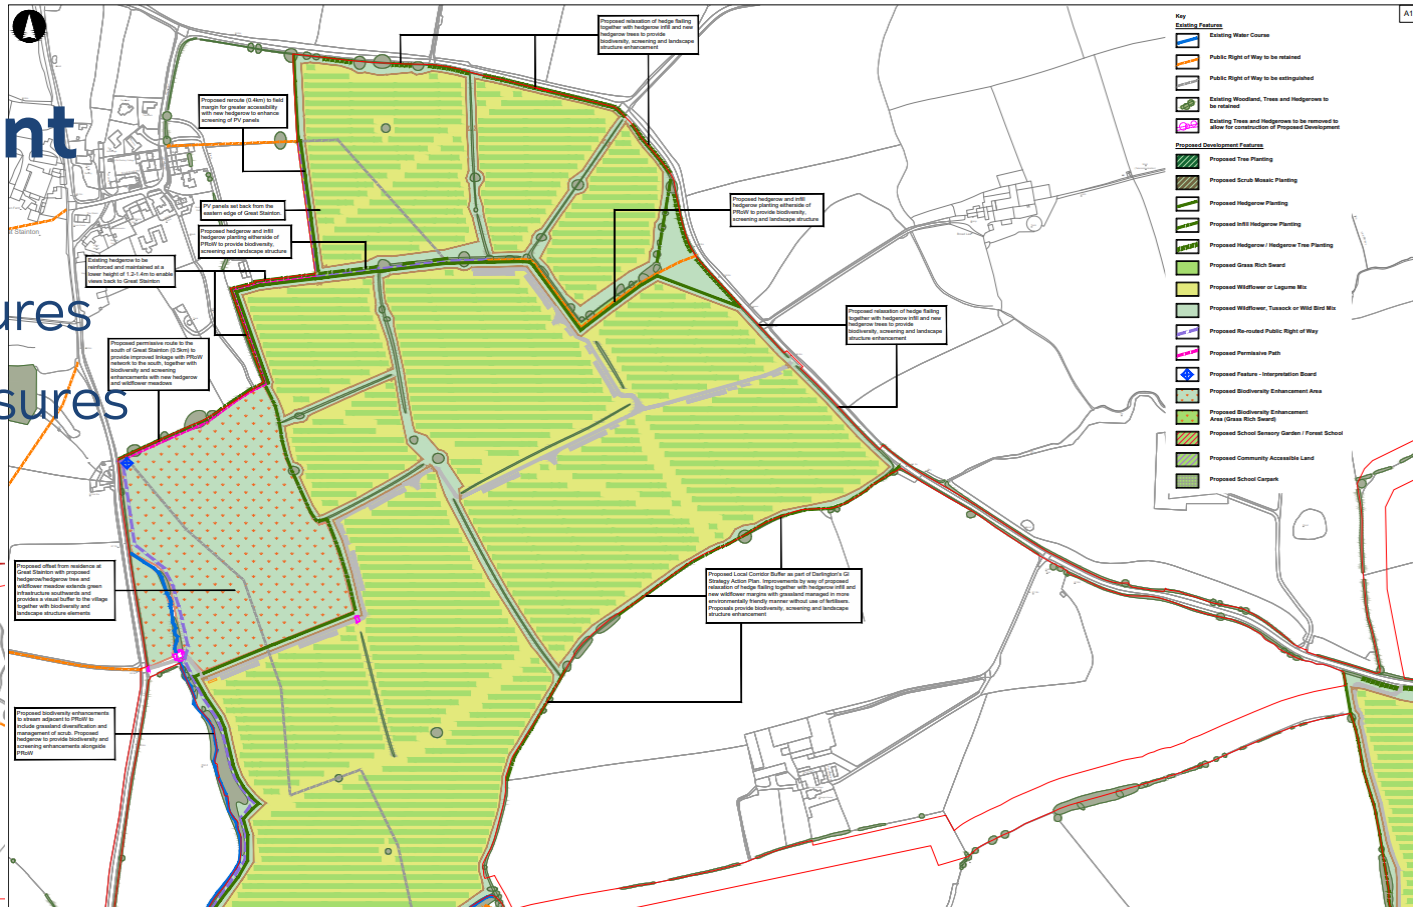 A1
nt
ures
sures
t Stainton
Proposed relaxation of hedge flailing
together with hedgerow infill and new
hedgerow trees to provide
biodiversity, screening and landscape
structure enhancement
Proposed reroute (0.4km) to field
margin for greater accessibility
with new hedgerow to enhance
screening of PV panels
PV panels set back from the
eastern edge of Great Stainton.
Proposed hedgerow and infill
hedgerow planting eitherside of
PRoW to provide biodiversity,
screening and landscape structure
Existing hedgerow to be
reinforced and maintained at a
lower height of 1.2-1.4m to enable
views back to Great Stainton
Proposed permissive route to the
south of Great Stainton (0.5km) to
provide improved linkage with PRoW
network to the south, together with
biodiversity and screening
enhancements with new hedgerow
and wildflower meadows
Proposed hedgerow and infill
hedgerow planting eitherside of
PRoW to provide biodiversity,
screening and landscape structure
Proposed relaxation of hedge flailing
together with hedgerow infill and new
hedgerow trees to provide
biodiversity, screening and landscape
structure enhancement
Proposed offset from residence at
Great Stainton with proposed
hedgerow/hedgerow tree and
wildflower meadow extends green
infrastructure southwards and
provides a visual buffer to the village
together with biodiversity and
landscape structure elements
Proposed Local Corridor Buffer as part of Darlington's GI
Strategy Action Plan. Improvements by way of proposed
relaxation of hedge flailing together with hedgerow infill and
new wildflower margins with grassland managed in more
environmentally friendly manner without use of fertilisers.
Proposals provide biodiversity, screening and landscape
structure enhancement
Proposed biodiversity enhancements
to stream adjacent to PRoW to
include grassland diversification and
management of scrub. Proposed
hedgerow to provide biodiversity and
screening enhancements alongside
PRoW
Key
Existing Features
Existing Water Course
Public Right of Way to be retained
Public Right of Way to be extinguished
Existing Woodland, Trees and Hedgerows to
be retained
Existing Trees and Hedgerows to be removed to
allow for construction of Proposed Development
Proposed Development Features
Proposed Tree Planting
Proposed Scrub Mosaic Planting
Proposed Hedgerow Planting
Proposed Infill Hedgerow Planting
Proposed Hedgerow / Hedgerow Tree Planting
Proposed Grass Rich Sward
Proposed Wildflower or Legume Mix
Proposed Wildflower, Tussock or Wild Bird Mix
Proposed Re-routed Public Right of Way
Proposed Permissive Path
Proposed Feature - Interpretation Board
Proposed Biodiversity Enhancement Area
Proposed Biodiversity Enhancement
Area (Grass Rich Sward)
Proposed School Sensory Garden / Forest School
Proposed Community Accessible Land
Proposed School Carpark